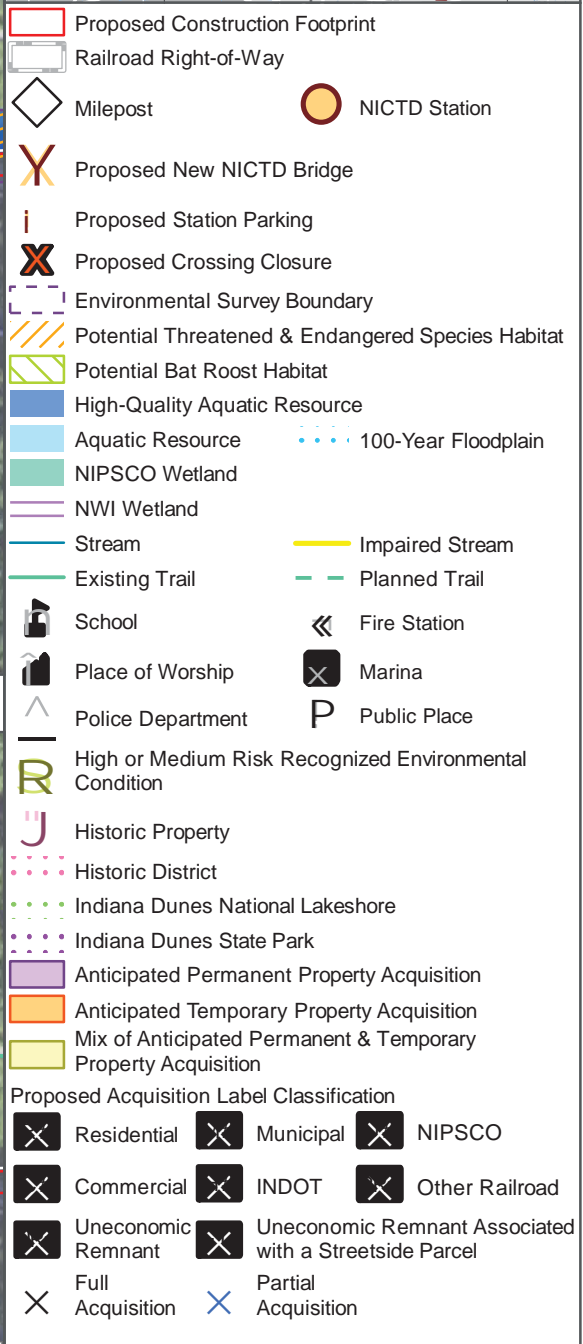 Proposed Construction Footprint
Railroad Right-of-Way
Milepost
NICTD Station
Proposed New NICTD Bridge
Proposed Station Parking
Proposed Crossing Closure
Environmental Survey Boundary
Potential Threatened & Endangered Species Habitat
Potential Bat Roost Habitat
High-Quality Aquatic Resource
Aquatic Resource
100-Year Floodplain
NIPSCO Wetland
NWI Wetland
Stream
Impaired Stream
Existing Trail
Planned Trail
School
Fire Station
Place of Worship
Marina
Police Department
P Public Place
High or Medium Risk Recognized Environmental
Condition
Historic Property
Historic District
Indiana Dunes National Lakeshore
Indiana Dunes State Park
Anticipated Permanent Property Acquisition
Anticipated Temporary Property Acquisition
Mix of Anticipated Permanent & Temporary
Property Acquisition
Proposed Acquisition Label Classification
Residential
Municipal
NIPSCO
Commercial
INDOT
Other Railroad
Uneconomic
Remnant
Uneconomic Remnant Associated
with a Streetside Parcel
Full
Acquisition
Partial
Acquisition